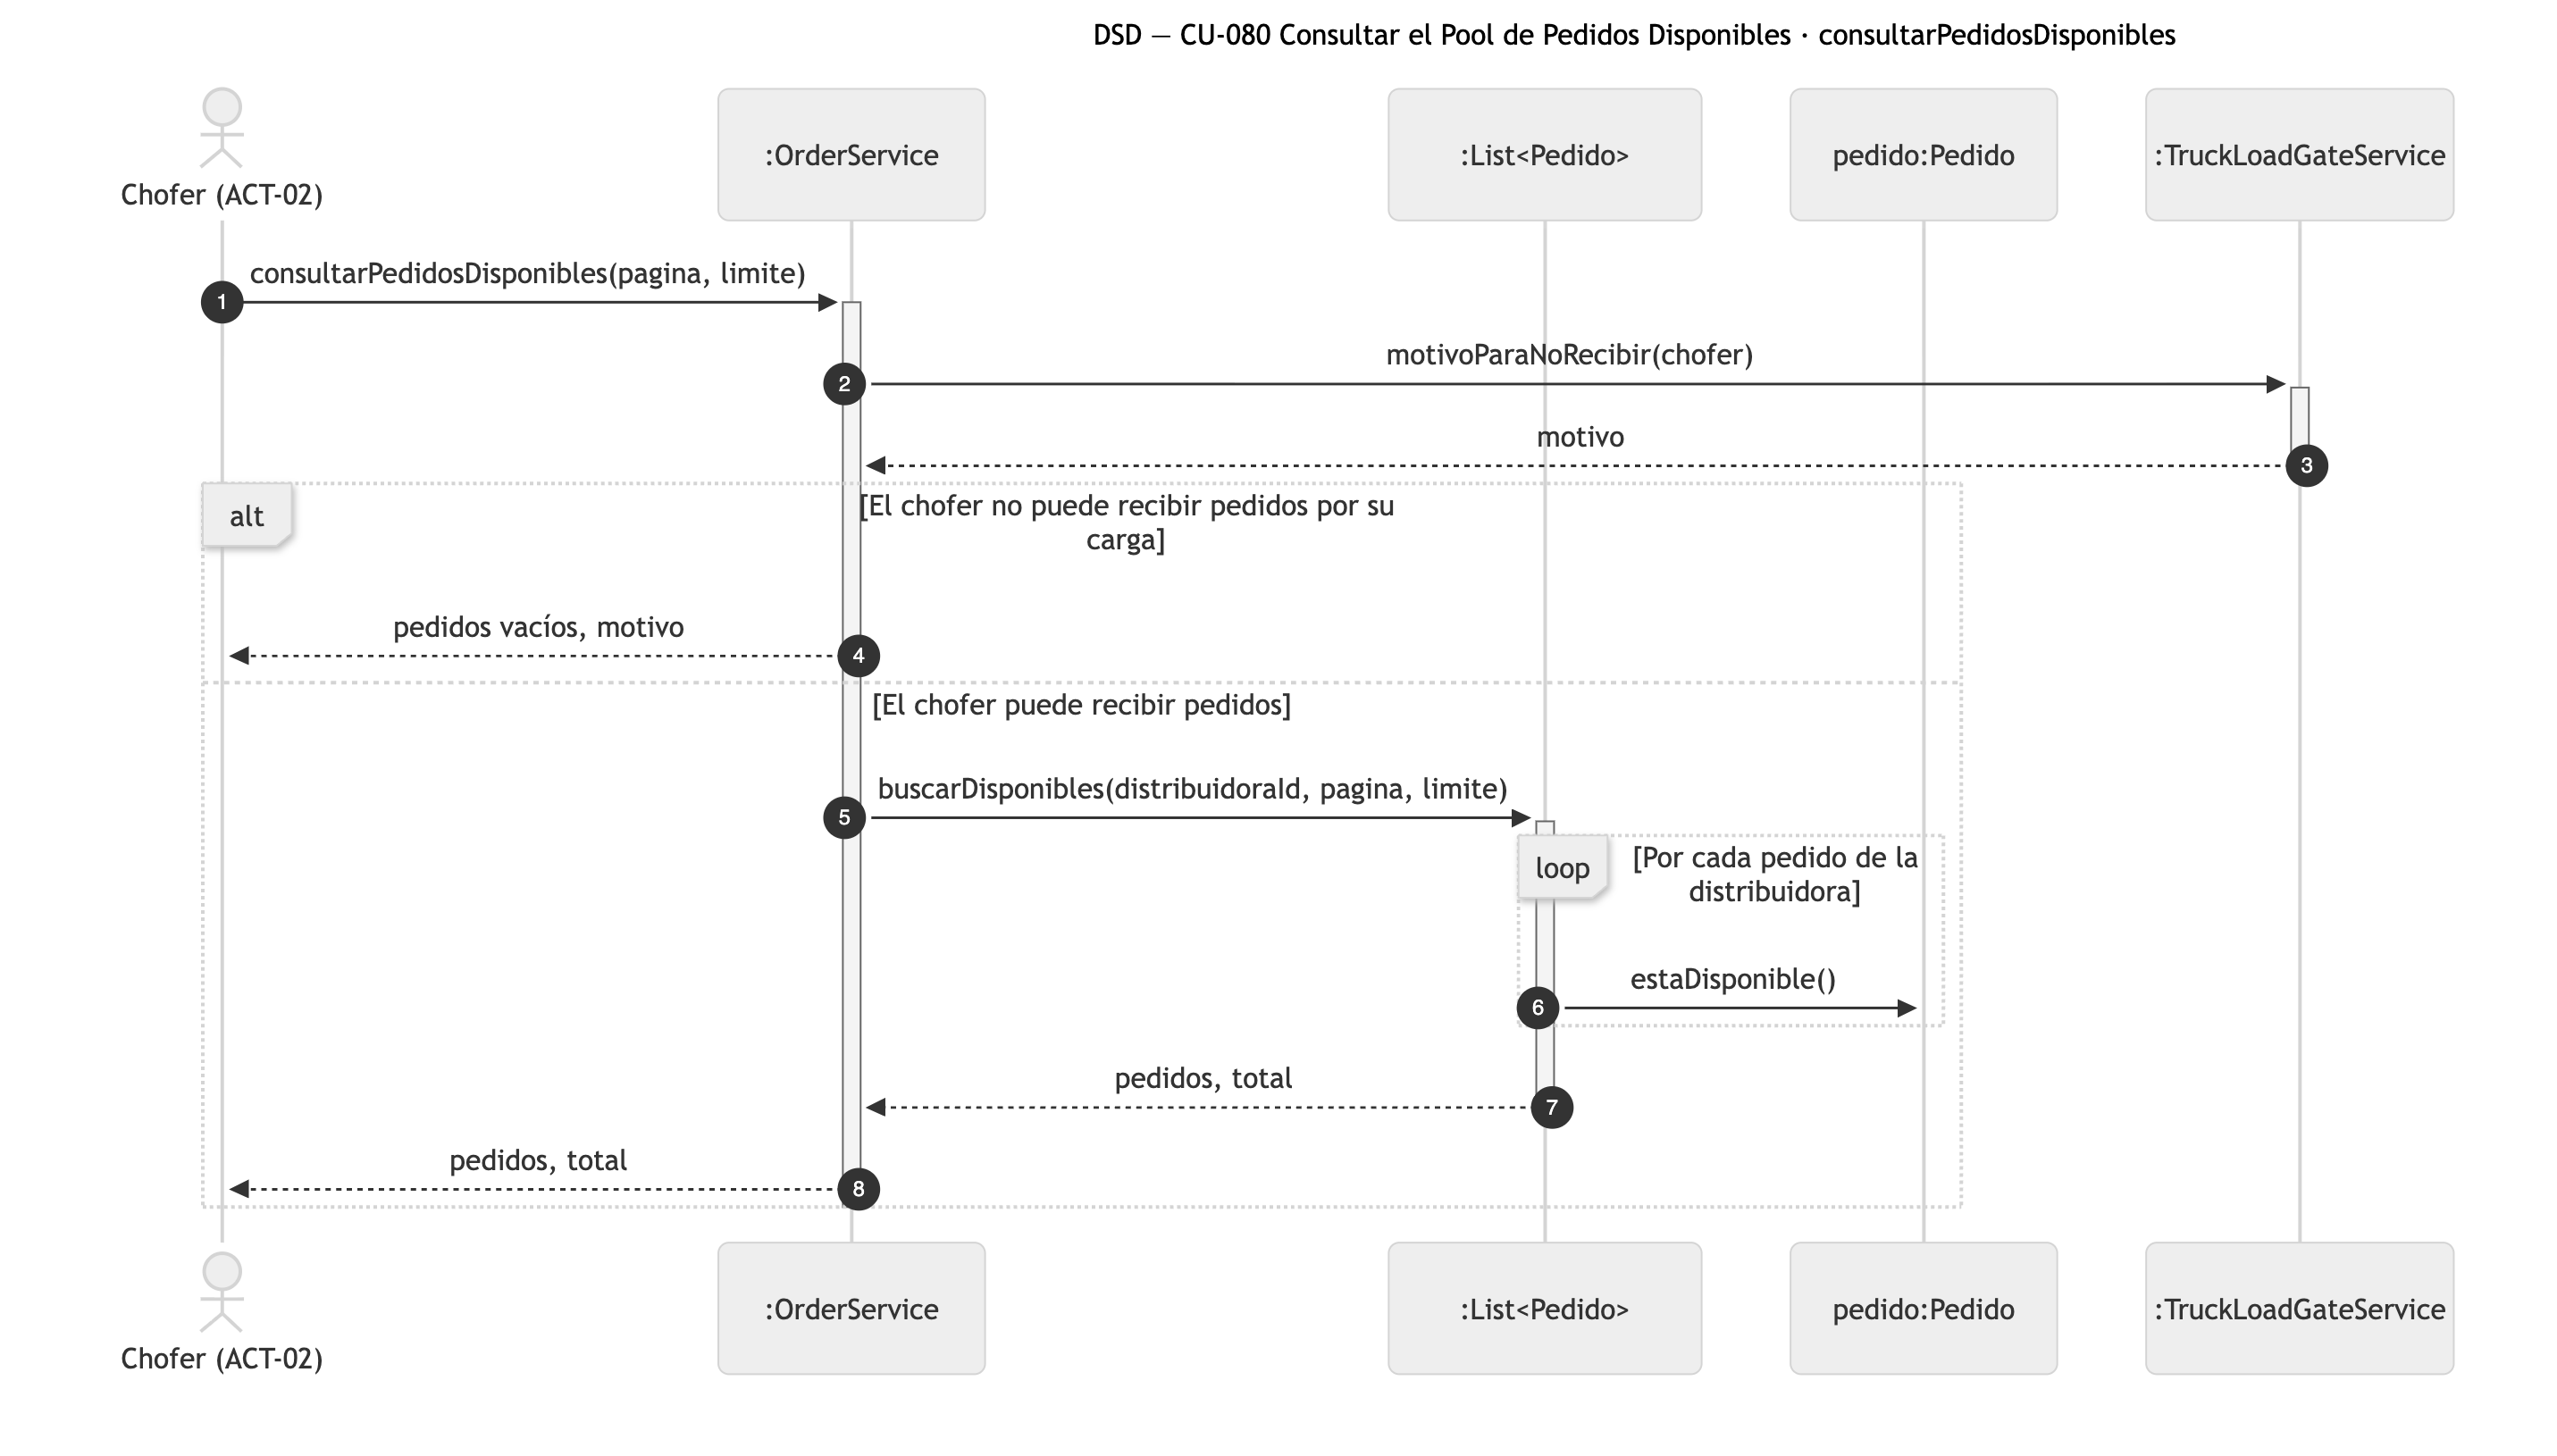 DSD — CU-080 Consultar el Pool de Pedidos Disponibles · consultarPedidosDisponibles
Chofer (ACT-02)
:OrderService
:List<Pedido>
pedido:Pedido
:TruckLoadGateService
consultarPedidosDisponibles(pagina, limite)
1
motivoParaNoRecibir(chofer)
2
motivo
3
alt
[El chofer no puede recibir pedidos por su
carga]
pedidos vacíos, motivo
4
[El chofer puede recibir pedidos]
buscarDisponibles(distribuidoraId, pagina, limite)
5
loop
[Por cada pedido de la
distribuidora]
estaDisponible()
6
pedidos, total
7
pedidos, total
8
Chofer (ACT-02)
:OrderService
:List<Pedido>
pedido:Pedido
:TruckLoadGateService